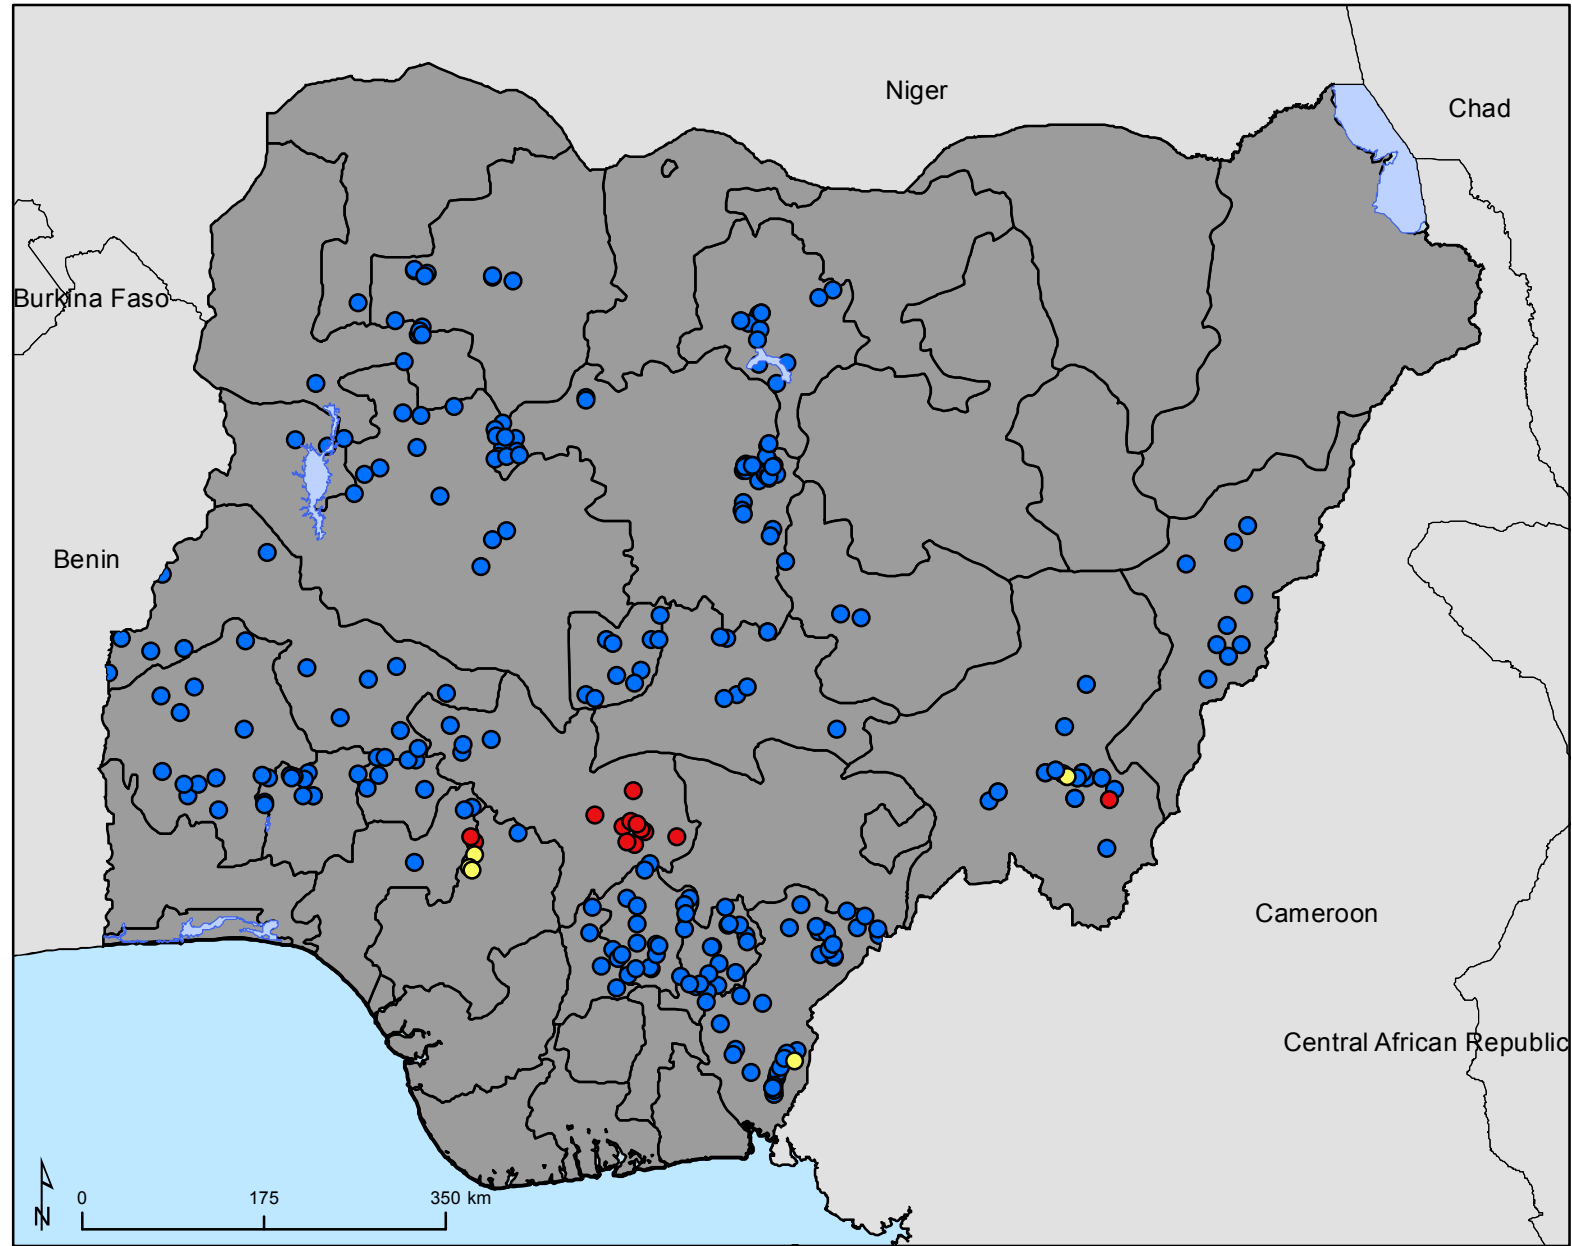 Niger
Chad
Burkina Faso
Benin
Cameroon
Central African Republic
0 175 350 km
N